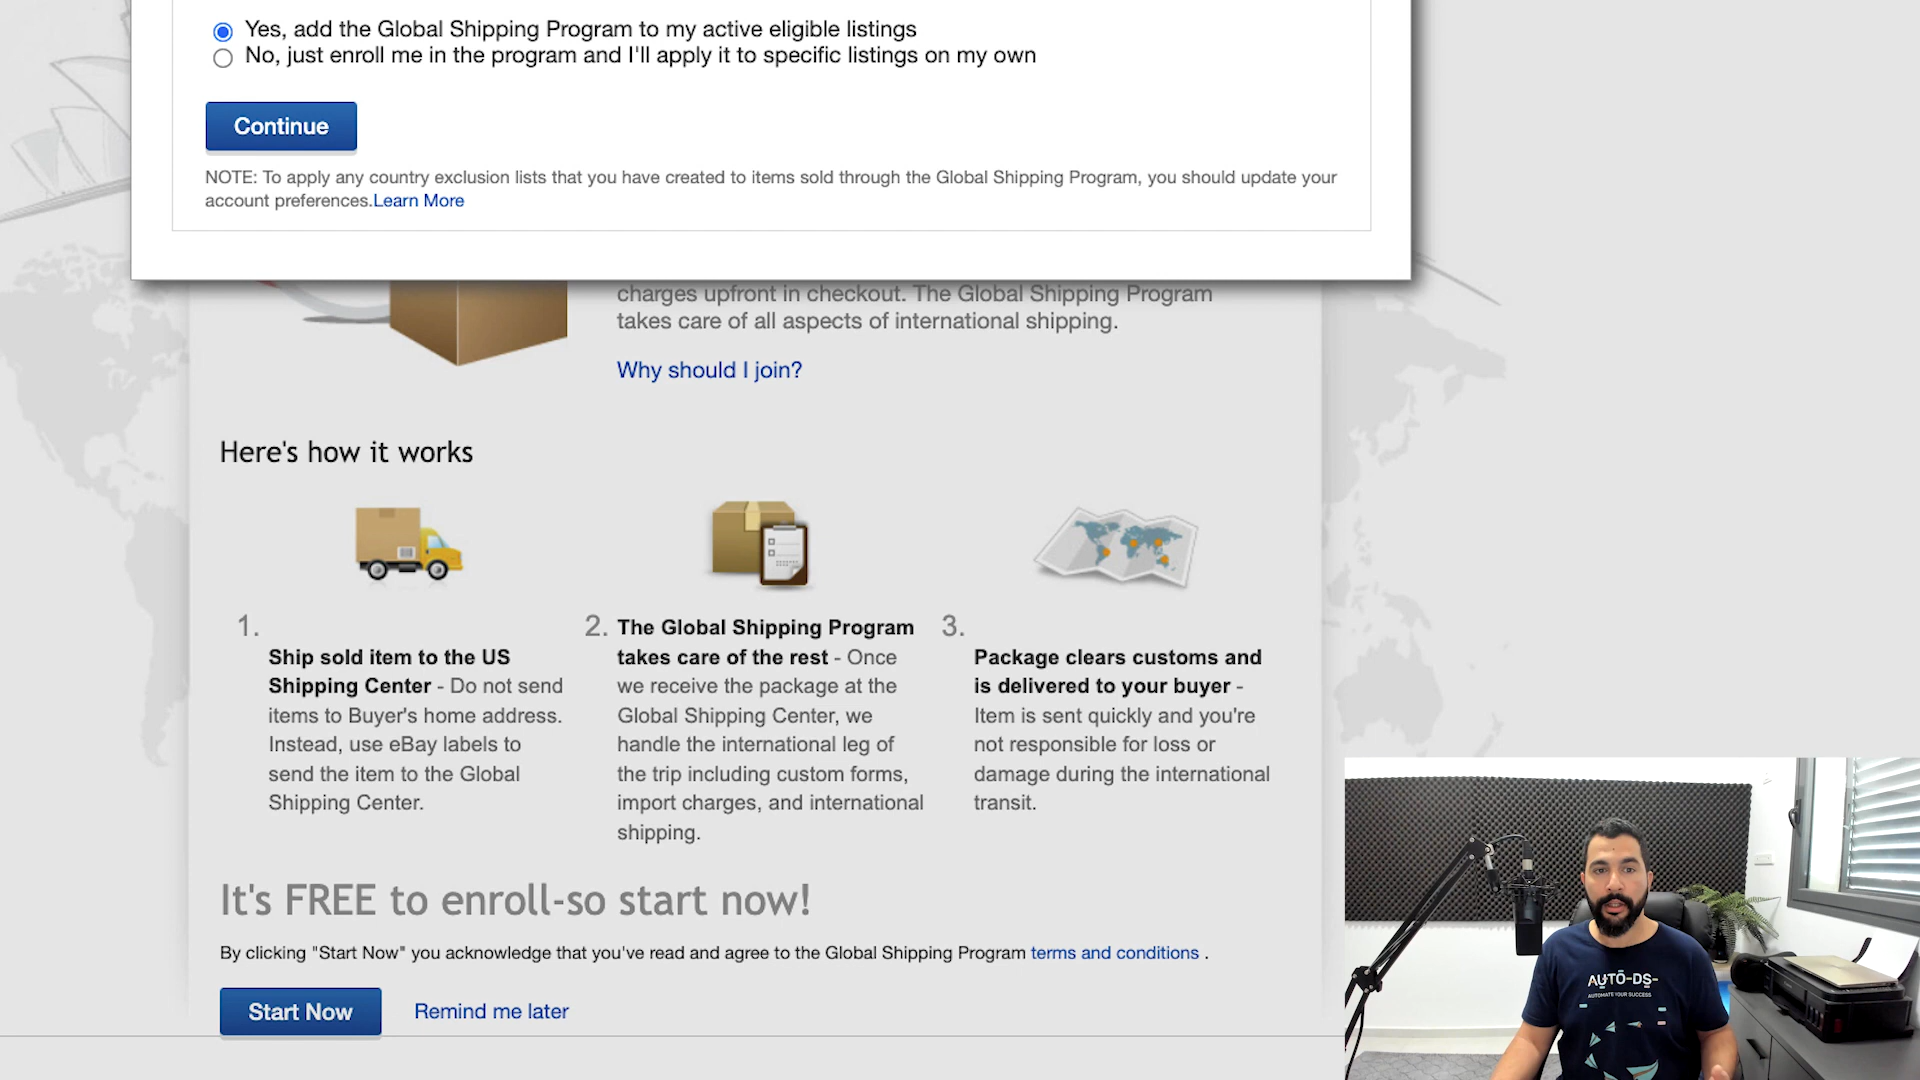 Yes, add the Global Shipping Program to my active eligible listings
No, just enroll me in the program and I'll apply it to specific listings on my own
Continue
NOTE: To apply any country exclusion lists that you have created to items sold through the Global Shipping Program, you should update your
account preferences.Learn More
charges upfront in checkout. The Global Shipping Program
takes care of all aspects of international shipping.
Why should I join?
Here's how it works
1.
Ship sold item to the US
Shipping Center - Do not send
items to Buyer's home address.
Instead, use eBay labels to
send the item to the Global
Shipping Center.
2. The Global Shipping Program
takes care of the rest - Once
we receive the package at the
Global Shipping Center, we
handle the international leg of
the trip including custom forms,
import charges, and international
shipping.
3.
Package clears customs and
is delivered to your buyer -
Item is sent quickly and you're
not responsible for loss or
damage during the international
transit.
It's FREE to enroll-so start now!
By clicking "Start Now" you acknowledge that you've read and agree to the Global Shipping Program terms and conditions .
Start Now
Remind me later
AUTO-DS-
AUTOMATE YOUR SUCCESS